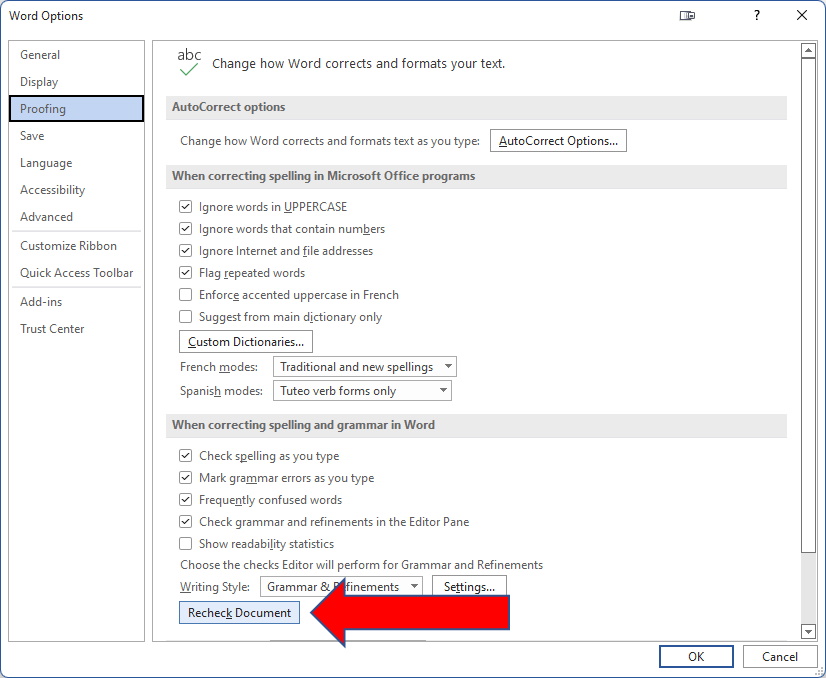 Word Options
?
General
Display
Proofing
Save
Language
Accessibility
Advanced
Customize Ribbon
Quick Access Toolbar
Add-ins
Trust Center
abc
Change how Word corrects and formats your text.
AutoCorrect options
Change how Word corrects and formats text as you type: AutoCorrect Options...
When correcting spelling in Microsoft Office programs
Ignore words in UPPERCASE
Ignore words that contain numbers
Ignore Internet and file addresses
Flag repeated words
Enforce accented uppercase in French
Suggest from main dictionary only
Custom Dictionaries...
French modes: Traditional and new spellings
Spanish modes: Tuteo verb forms only
When correcting spelling and grammar in Word
Check spelling as you type
Mark grammar errors as you type
Frequently confused words
Check grammar and refinements in the Editor Pane
Show readability statistics
Choose the checks Editor will perform for Grammar and Refinements
Writing Style: Grammar & Refinements Settings...
Recheck Document
OK Cancel